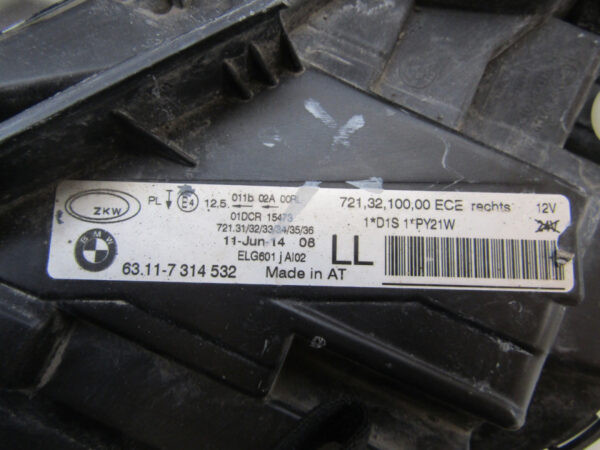 ZKW
PL E4 12,5 011b 02A 00RL
01DCR 15473
721.31/32/33/34/35/36
11-Jun-14 08
ELG601 j AI02
BMW
63.11-7 314 532
Made in AT
LL
721,32,100,00 ECE rechts 12V
1*D1S 1*PY21W 24V